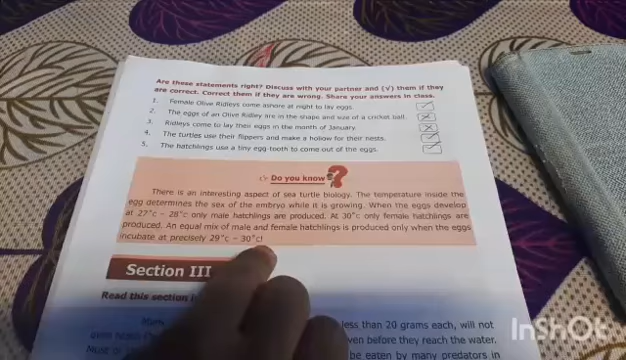 Are these statements right? Discuss with your partner and (√) them if they
are correct. Correct them if they are wrong. Share your answers in class.
1. Female Olive Ridleys come ashore at night to lay eggs.
2. The eggs of an Olive Ridley are in the shape and size of a cricket ball.
3. Ridleys come to lay their eggs in the month of January.
4. The turtles use their flippers and make a hollow for their nests.
5. The hatchlings use a tiny egg-tooth to come out of the eggs.
Do you know ?
There is an interesting aspect of sea turtle biology. The temperature inside the
egg determines the sex of the embryo while it is growing. When the eggs develop
at 27°c – 28°c only male hatchlings are produced. At 30°c only female hatchlings are
produced. An equal mix of male and female hatchlings is produced only when the eggs
incubate at precisely 29°c – 30°c!
Section III
Read this section
less than 20 grams each, will not
even before they reach the water.
be eaten by many predators in
InShOt